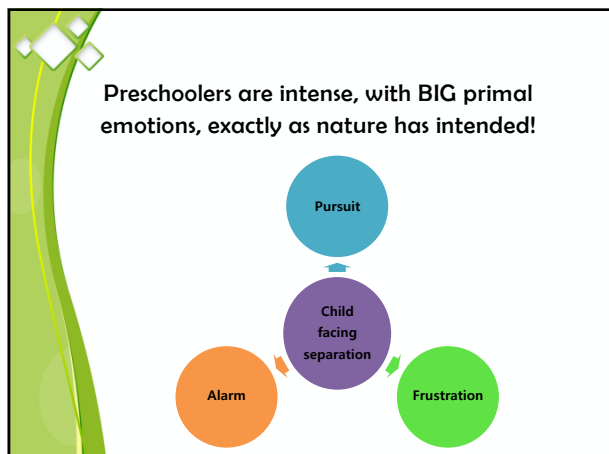 Preschoolers are intense, with BIG primal
emotions, exactly as nature has intended!
Pursuit
Child
facing
separation
Alarm
Frustration